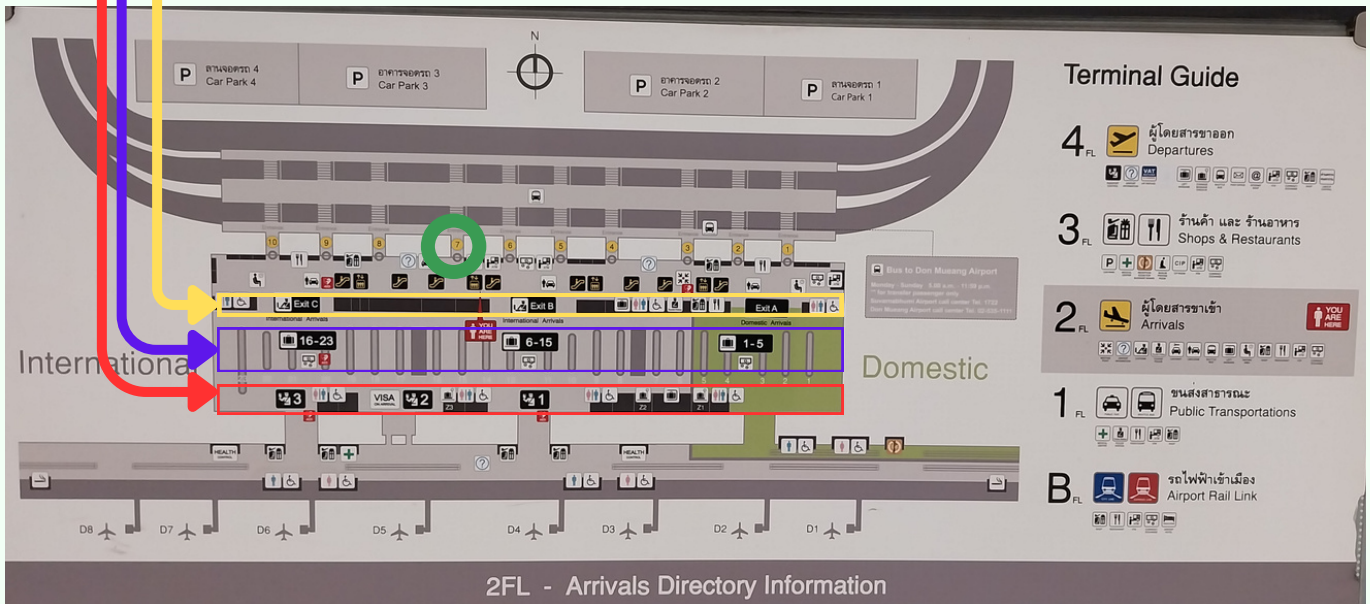 N
P
ลานจอดรถ 4
Car Park 4
P
อาคารจอดรถ 3
Car Park 3
P
อาคารจอดรถ 2
Car Park 2
P
ลานจอดรถ 1
Car Park 1
10
9
8
7
6
5
4
3
2
1
Bus to Don Mueang Airport
Exit C
Exit B
Exit A
International Arrivals
International Arrivals
Domestic Arrivals
YOU ARE HERE
16-23
6-15
1-5
International
Domestic
3
VISA
2
Z3
1
Z2
Z1
HEALTH
CONTROL
HEALTH
CONTROL
D8
D7
D6
D5
D4
D3
D2
D1
2FL - Arrivals Directory Information
Terminal Guide
4 FL
ผู้โดยสารขาออก
Departures
VAT
3 FL
ร้านค้า และ ร้านอาหาร
Shops & Restaurants
P
CIP
2 FL
ผู้โดยสารขาเข้า
Arrivals
YOU ARE HERE
1 FL
ขนส่งสาธารณะ
Public Transportations
B FL
รถไฟฟ้าเข้าเมือง
Airport Rail Link